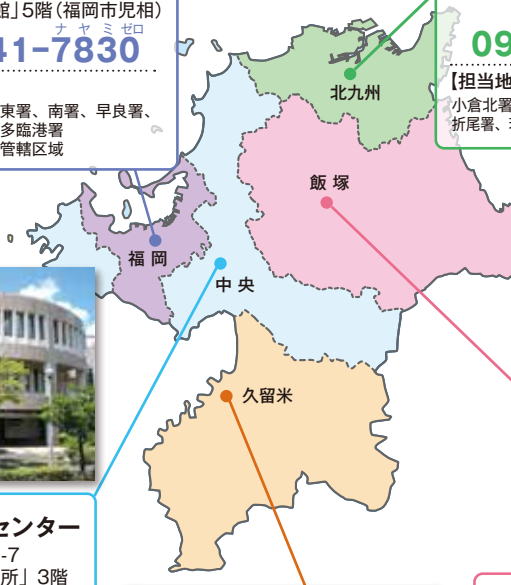 館」5階(福岡市児相)
ナヤミゼロ
41-7830
東署、南署、早良署、
多臨港署
管轄区域
09
【担当地
小倉北署
折尾署、
北九州
飯塚
福岡
中央
久留米
センター
-7
所」3階